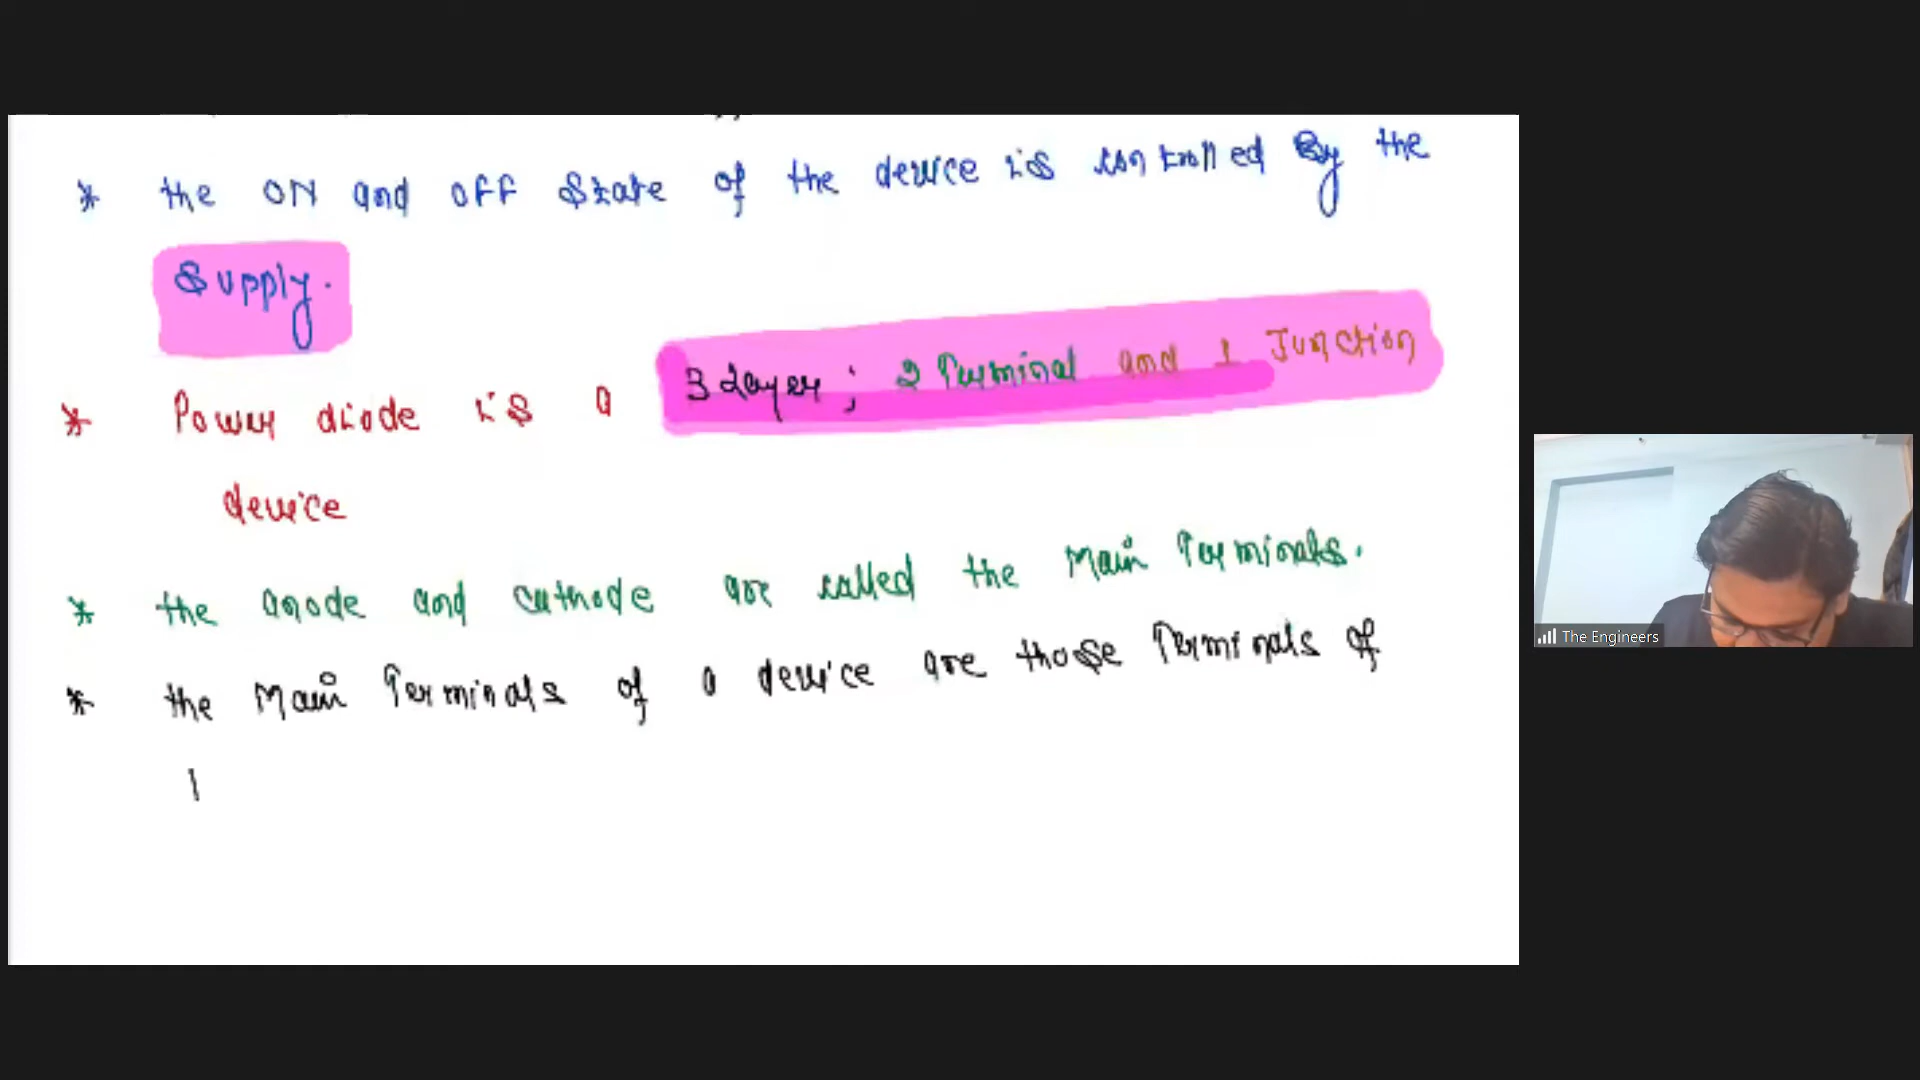 * the ON and OFF State of the device is controlled By the
Supply.
* Power diode is a 3 Layer; 2 Terminal and 1 Junction
device
* the anode and cathode are called the Main Terminals.
* the Main Terminals of a device are those Terminals of
The Engineers